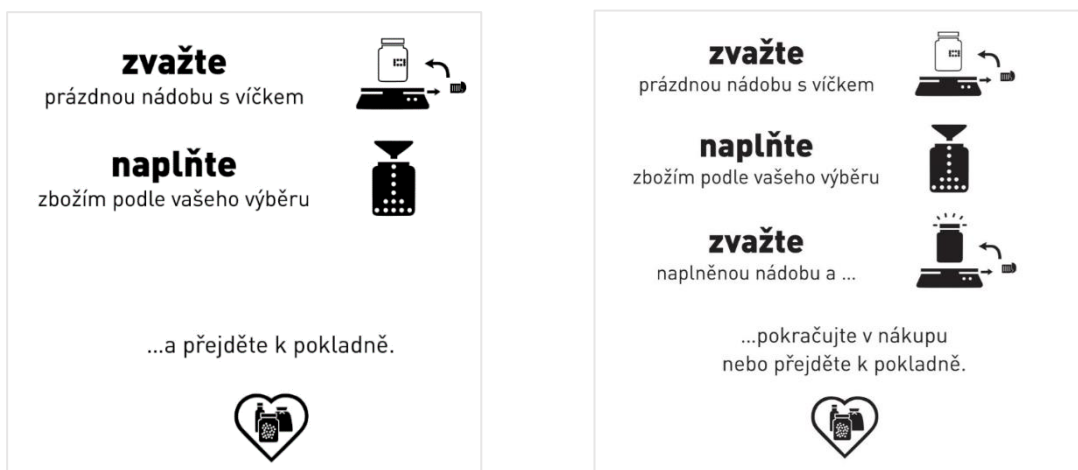 zvažte
prázdnou nádobu s víčkem
naplňte
zbožím podle vašeho výběru
...a přejděte k pokladně.
zvažte
prázdnou nádobu s víčkem
naplňte
zbožím podle vašeho výběru
zvažte
naplněnou nádobu a ...
...pokračujte v nákupu
nebo přejděte k pokladně.